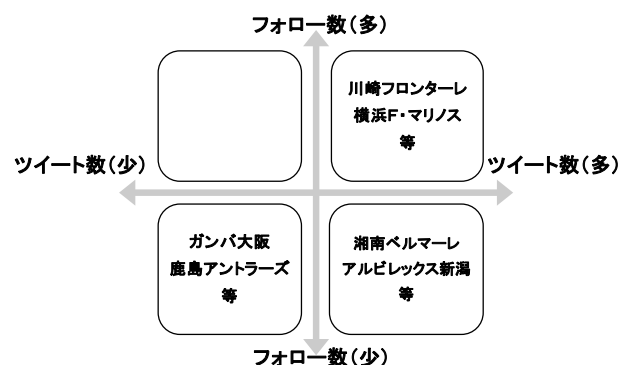 フォロー数（多）
川崎フロンターレ
横浜F・マリノス
等
ツイート数（少）
ツイート数（多）
ガンバ大阪
鹿島アントラーズ
等
湘南ベルマーレ
アルビレックス新潟
等
フォロー数（少）